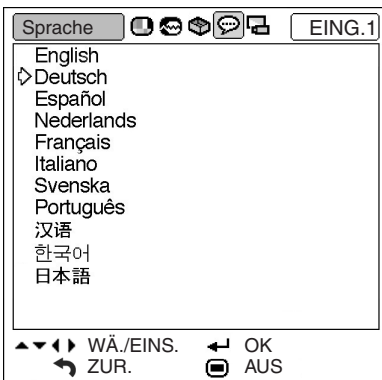 Sprache EING.1
English
Deutsch
Español
Nederlands
Français
Italiano
Svenska
Português
汉语
한국어
日本語
WÄ./EINS. OK
ZUR. AUS